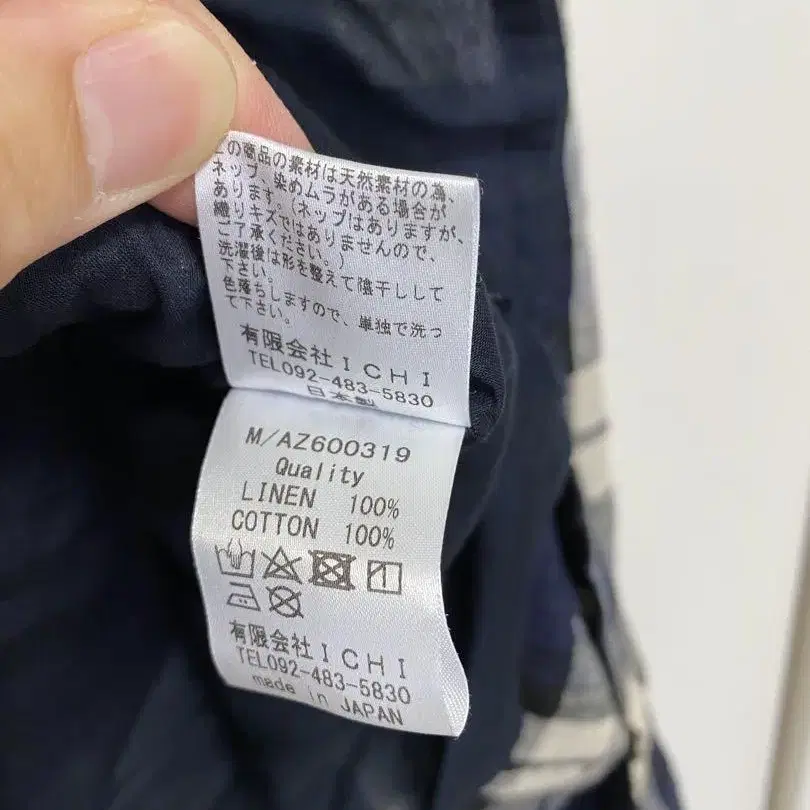 この商品の素材は天然素材の為、
ネップ、染めムラがある場合が
あります。（ネップはありますが、
織りキズではありませんので、
ご了承ください。）
洗濯後は形を整えて陰干しして
下さい。
色落ちしますので、単独で洗っ
て下さい。
有限会社ICHI
TEL092-483-5830
日本製
M/AZ600319
Quality
LINEN 100%
COTTON 100%
有限会社ICHI
TEL092-483-5830
made in JAPAN